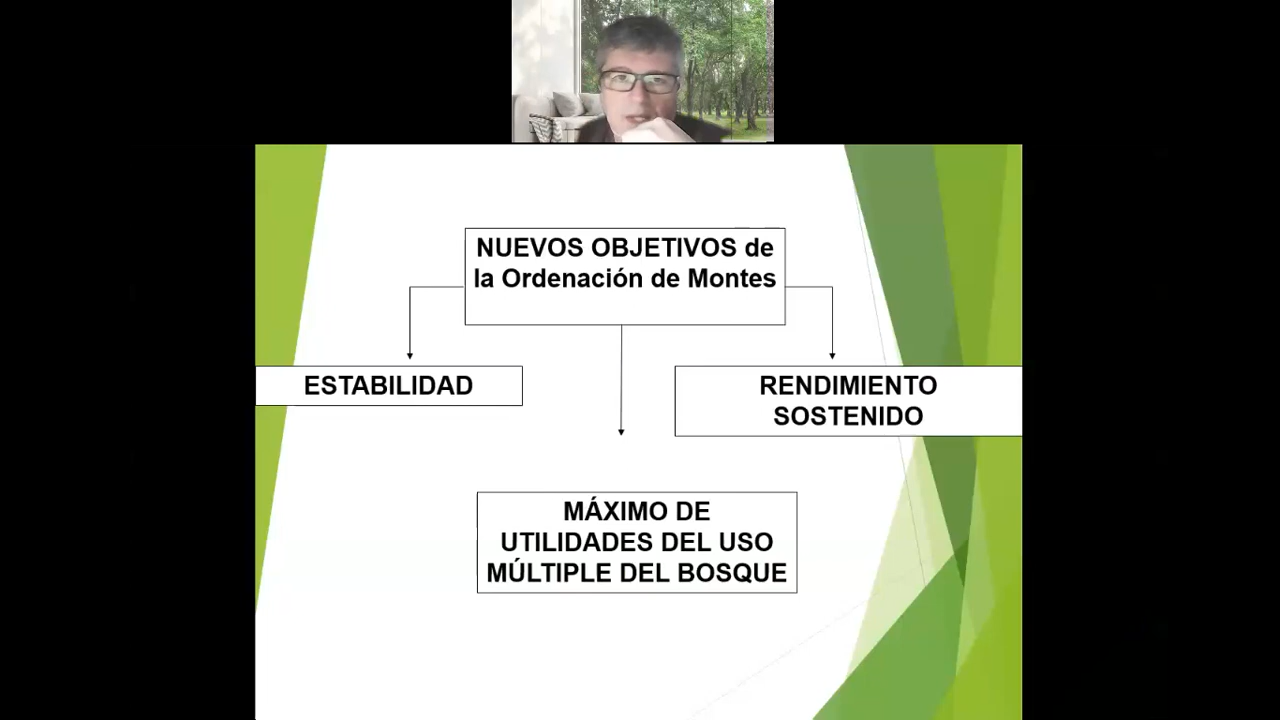 NUEVOS OBJETIVOS de
la Ordenación de Montes
ESTABILIDAD
RENDIMIENTO
SOSTENIDO
MÁXIMO DE
UTILIDADES DEL USO
MÚLTIPLE DEL BOSQUE